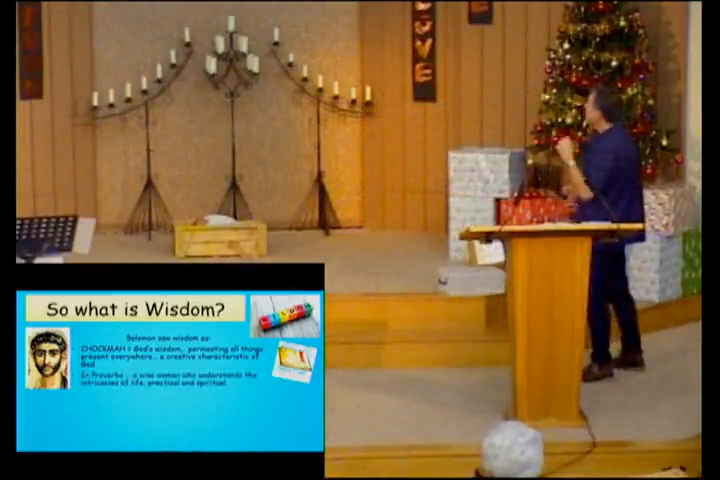 LOVE
So what is Wisdom?
Solomon saw wisdom as:
CHOCKMAH = God's wisdom.. permeating all things
present everywhere... a creative characteristic of
God
In Proverbs .. a wise woman who understands the
intricacies of life, practical and spiritual